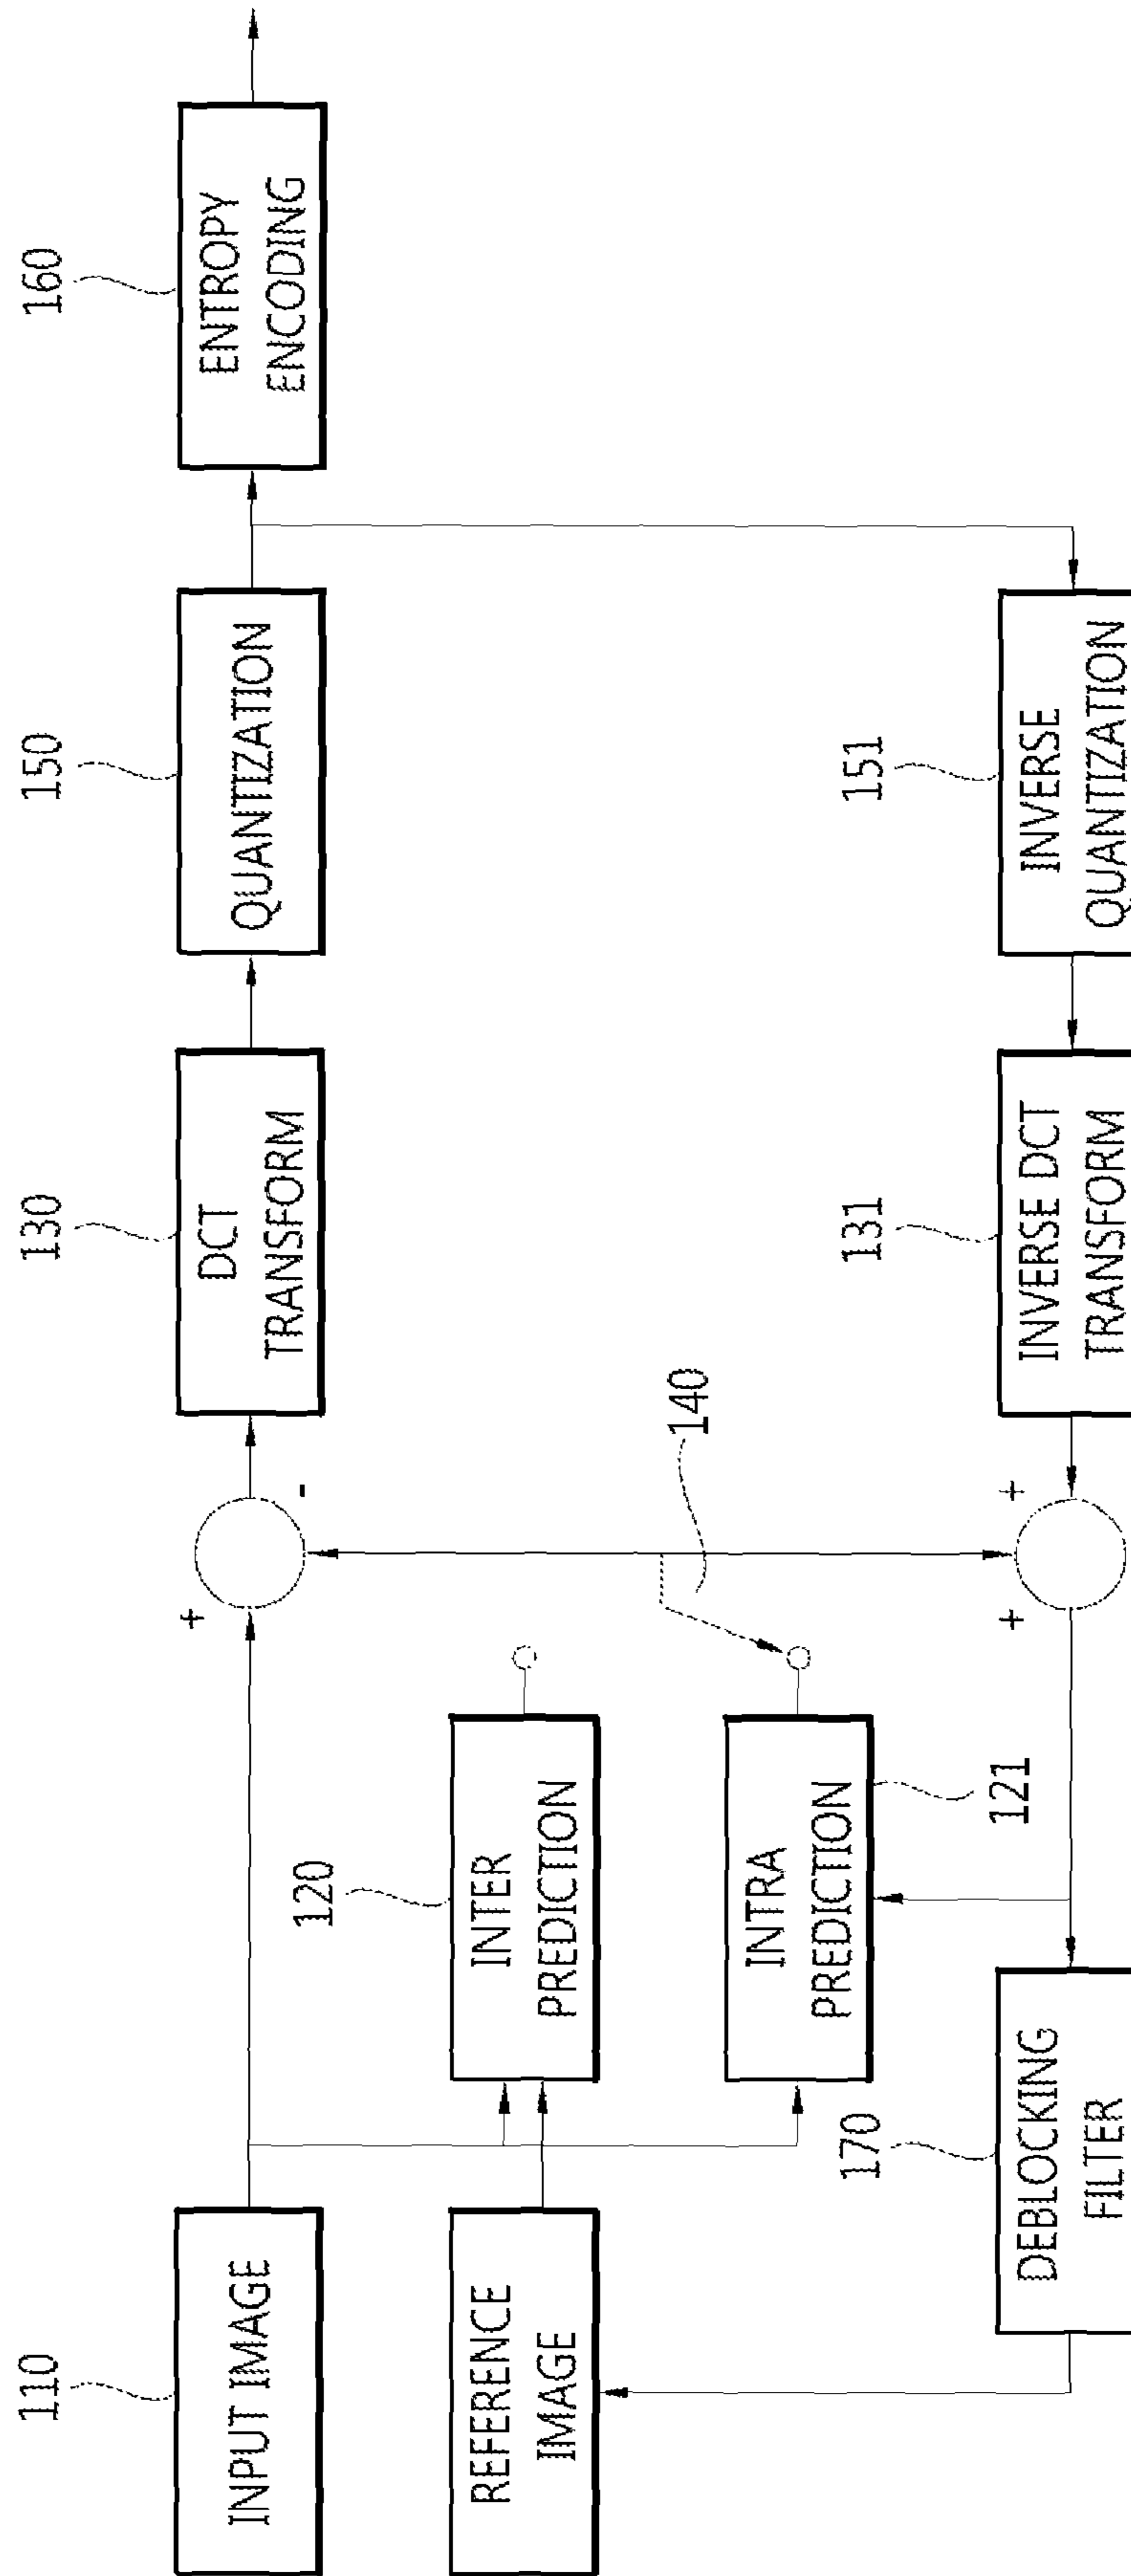 110
INPUT IMAGE
130
DCT
TRANSFORM
150
QUANTIZATION
160
ENTROPY
ENCODING
+
-
REFERENCE
IMAGE
120
INTER
PREDICTION
INTRA
PREDICTION
121
140
170
DEBLOCKING
FILTER
+
+
131
INVERSE DCT
TRANSFORM
151
INVERSE
QUANTIZATION